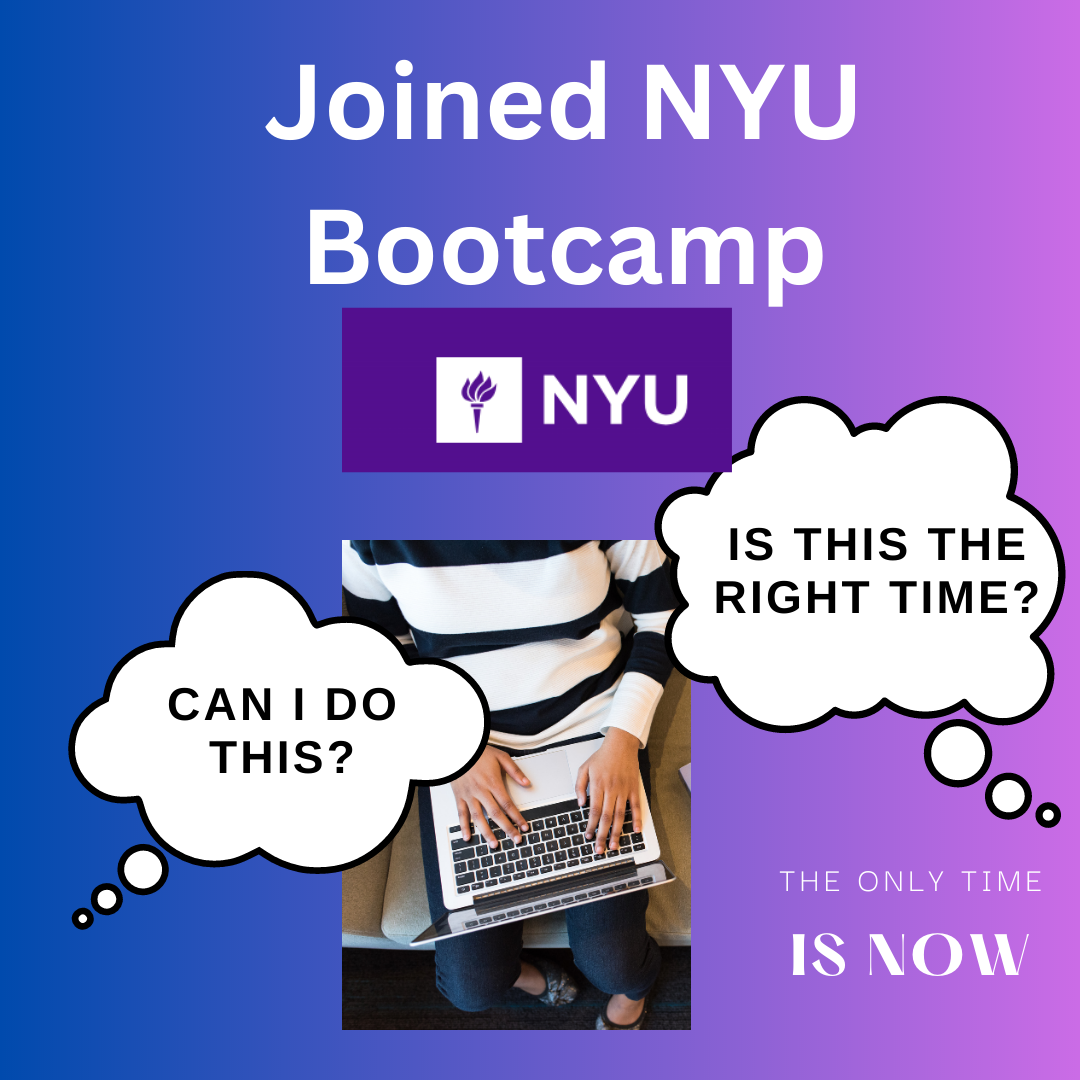 Joined NYU
Bootcamp
NYU
IS THIS THE
RIGHT TIME?
CAN I DO
THIS?
THE ONLY TIME
IS NOW